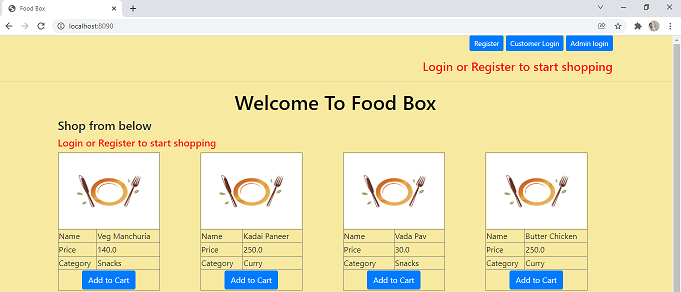 Food Box
localhost:8090
Register Customer Login Admin login
Login or Register to start shopping
Welcome To Food Box
Shop from below
Login or Register to start shopping
Name Veg Manchuria
Price 140.0
Category Snacks
Add to Cart
Name Kadai Paneer
Price 250.0
Category Curry
Add to Cart
Name Vada Pav
Price 30.0
Category Snacks
Add to Cart
Name Butter Chicken
Price 250.0
Category Curry
Add to Cart